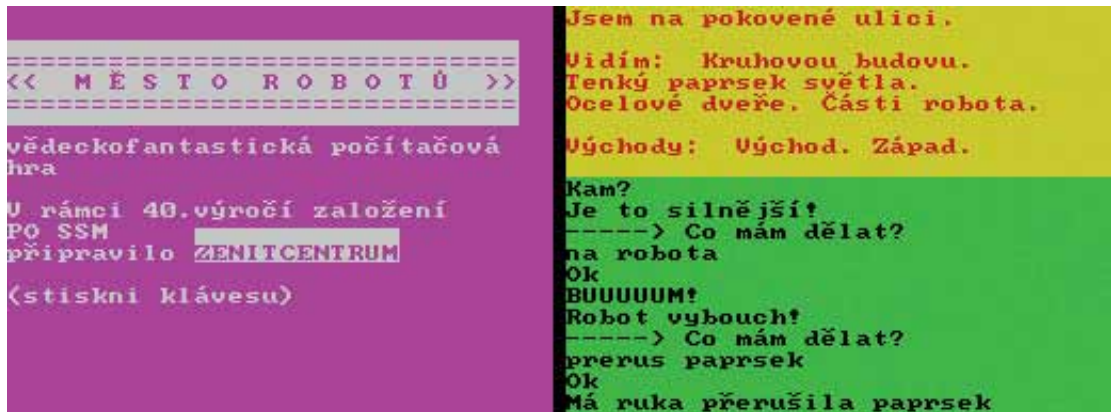 ==============================
<< M Ě S T O   R O B O T Ů >>
==============================
vědeckofantastická počítačová
hra
V rámci 40.výročí založení
PO SSM
připravilo ZENITCENTRUM
(stiskni klávesu)
Jsem na pokovené ulici.
Vidím:  Kruhovou budovu.
Tenký paprsek světla.
Ocelové dveře. Části robota.
Východy:  Východ. Západ.
Kam?
Je to silnější!
-----> Co mám dělat?
na robota
Ok
BUUUUUM!
Robot vybouch!
-----> Co mám dělat?
prerus paprsek
Ok
Má ruka přerušila paprsek